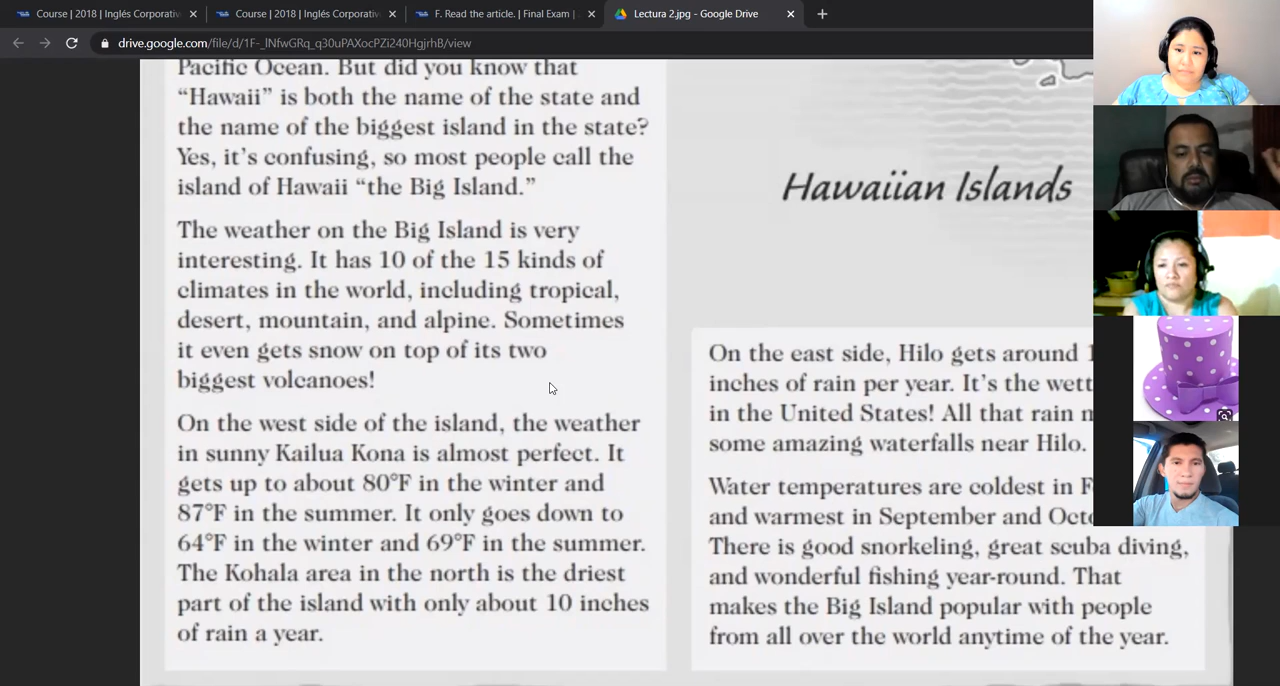 Course | 2018 | Inglés Corporativ
Course | 2018 | Inglés Corporativ
F. Read the article. | Final Exam |
Lectura 2.jpg - Google Drive
drive.google.com/file/d/1F-_lNfwGRq_q30uPAXocPZi240HgjrhB/view
Pacific Ocean. But did you know that
“Hawaii” is both the name of the state and
the name of the biggest island in the state?
Yes, it’s confusing, so most people call the
island of Hawaii “the Big Island.”
The weather on the Big Island is very
interesting. It has 10 of the 15 kinds of
climates in the world, including tropical,
desert, mountain, and alpine. Sometimes
it even gets snow on top of its two
biggest volcanoes!
On the west side of the island, the weather
in sunny Kailua Kona is almost perfect. It
gets up to about 80°F in the winter and
87°F in the summer. It only goes down to
64°F in the winter and 69°F in the summer.
The Kohala area in the north is the driest
part of the island with only about 10 inches
of rain a year.
Hawaiian Islands
On the east side, Hilo gets around
inches of rain per year. It’s the wett
in the United States! All that rain m
some amazing waterfalls near Hilo.
Water temperatures are coldest in F
and warmest in September and Octo
There is good snorkeling, great scuba diving,
and wonderful fishing year-round. That
makes the Big Island popular with people
from all over the world anytime of the year.